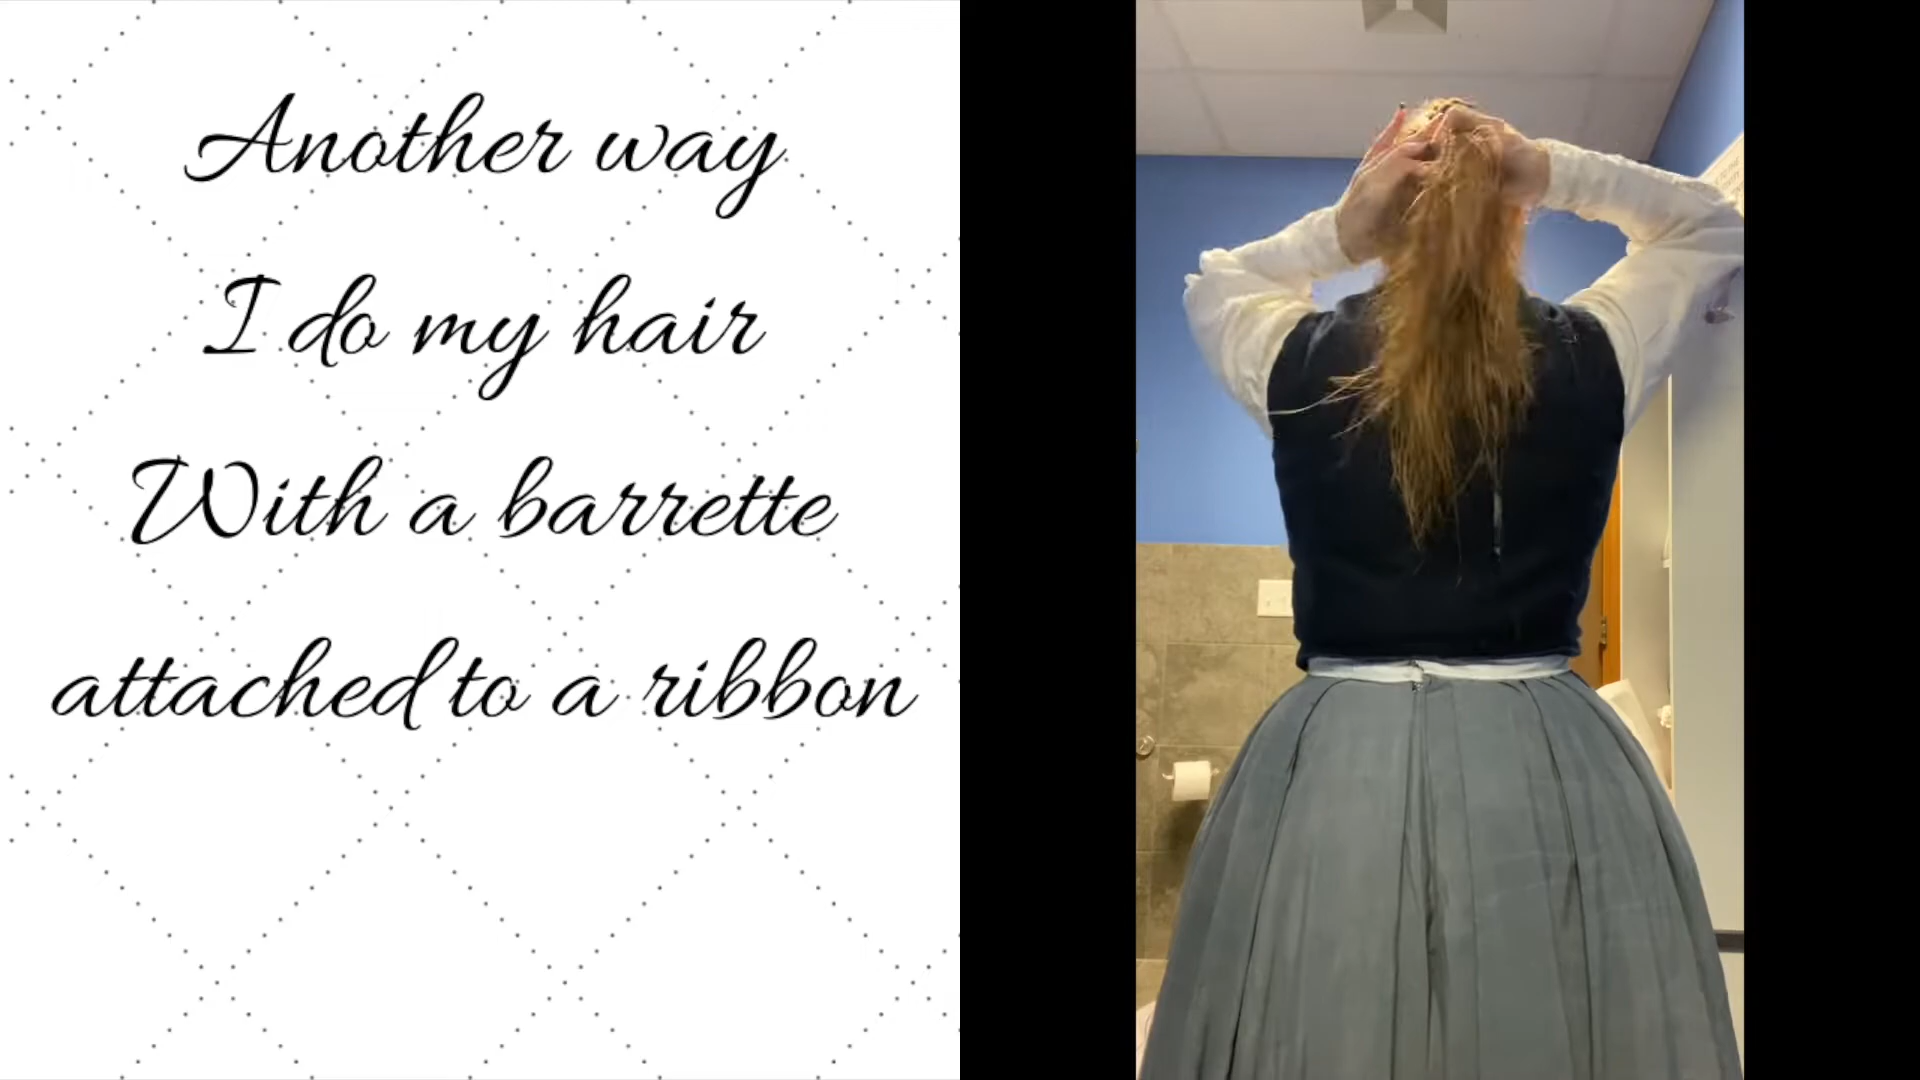 Another way
I do my hair
With a barrette
attached to a ribbon